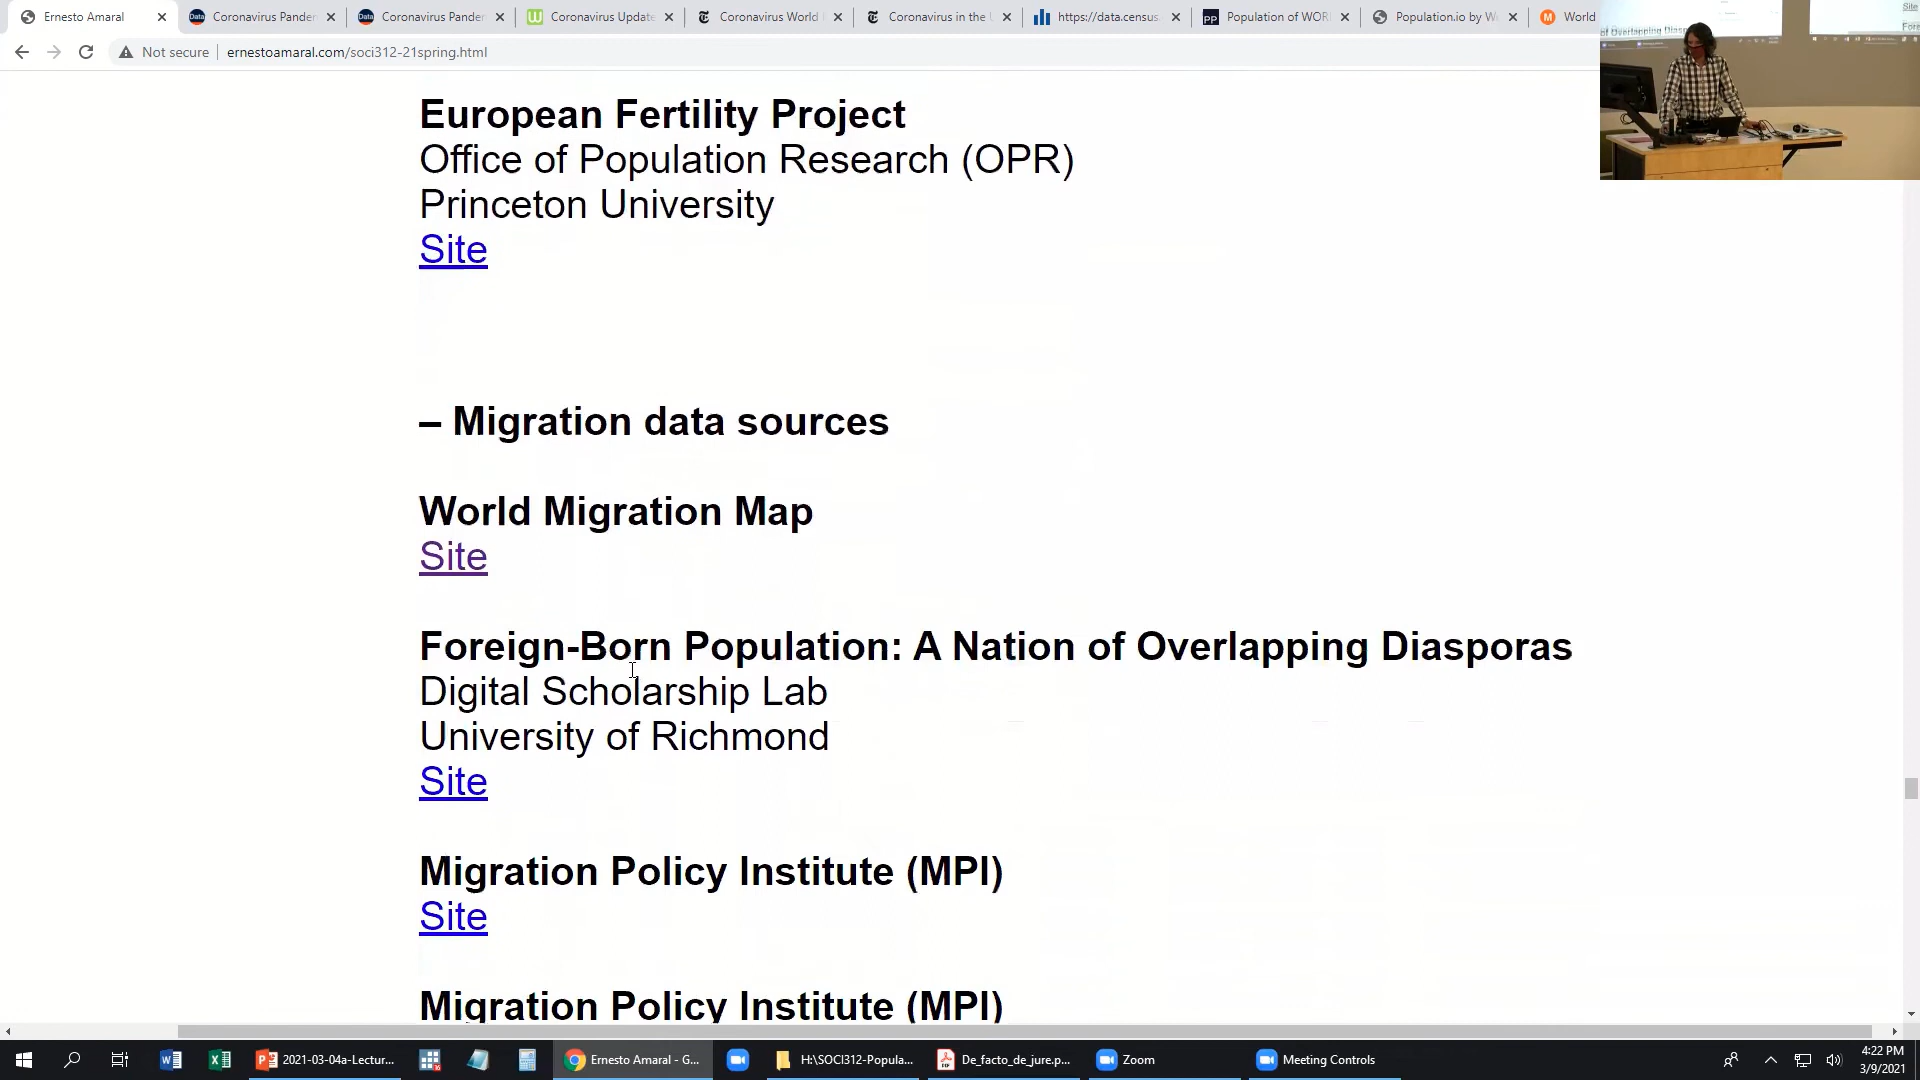 Ernesto Amaral
Coronavirus Pander
Coronavirus Pander
Coronavirus Update
Coronavirus World
Coronavirus in the U
https://data.census.
Population of WOR
Population.io by W
World
Not secure
ernestoamaral.com/soci312-21spring.html
European Fertility Project
Office of Population Research (OPR)
Princeton University
Site
– Migration data sources
World Migration Map
Site
Foreign-Born Population: A Nation of Overlapping Diasporas
Digital Scholarship Lab
University of Richmond
Site
Migration Policy Institute (MPI)
Site
Migration Policy Institute (MPI)
2021-03-04a-Lectur...
Ernesto Amaral - G...
H:\SOCI312-Popula...
De_facto_de_jure.p...
Zoom
Meeting Controls
4:22 PM
3/9/2021